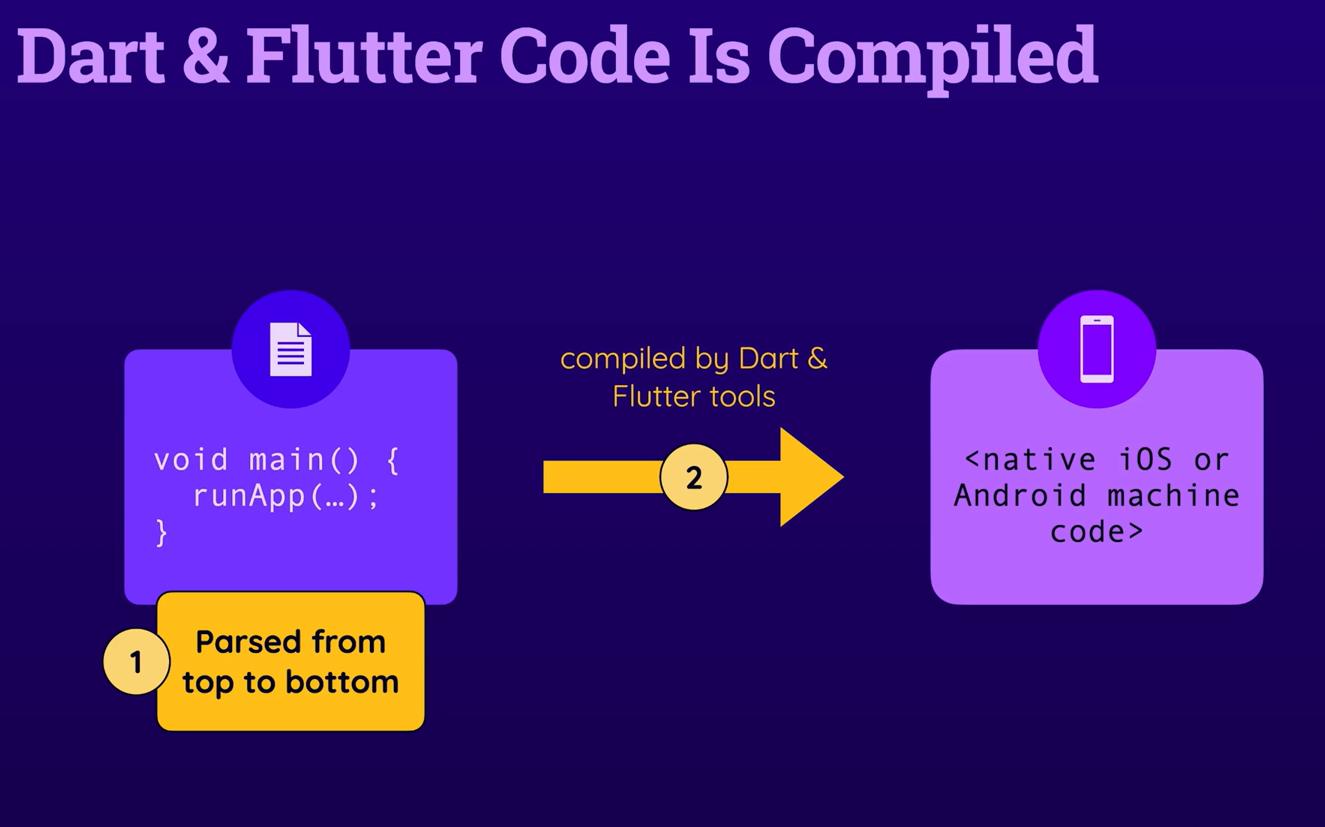 Dart & Flutter Code Is Compiled
void main() {
  runApp(…);
}
1
Parsed from
top to bottom
compiled by Dart &
Flutter tools
2
<native iOS or
Android machine
code>